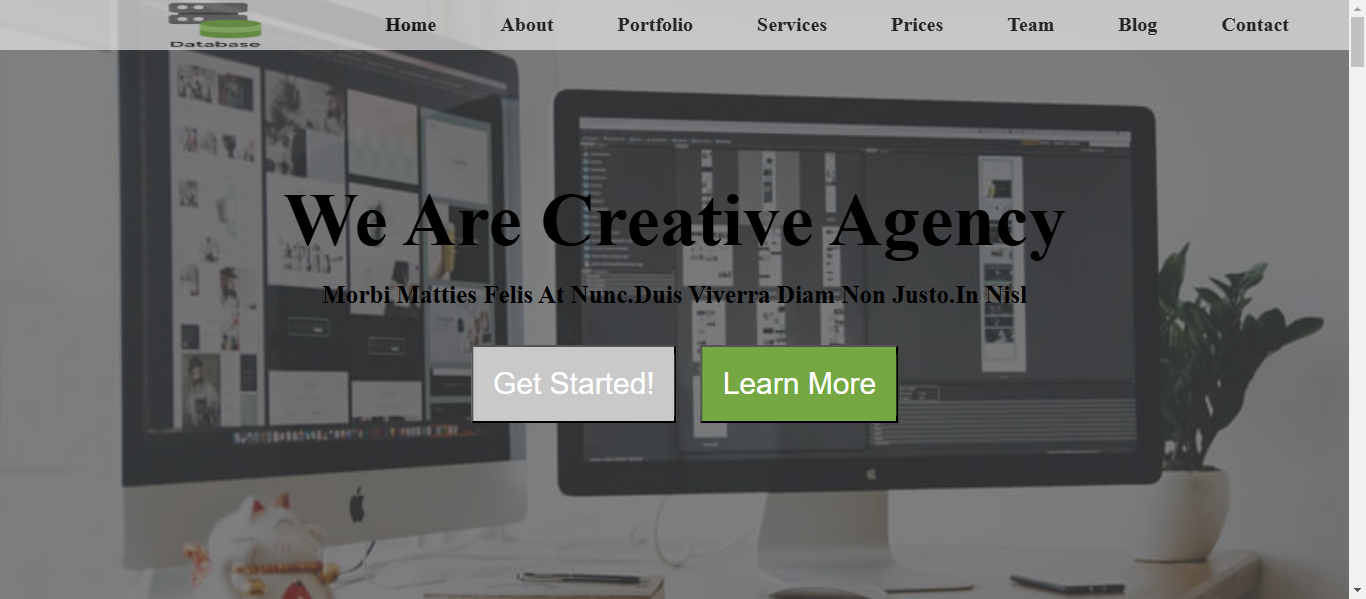 Database
Home About Portfolio Services Prices Team Blog Contact
We Are Creative Agency
Morbi Matties Felis At Nunc.Duis Viverra Diam Non Justo.In Nisl
Get Started! Learn More